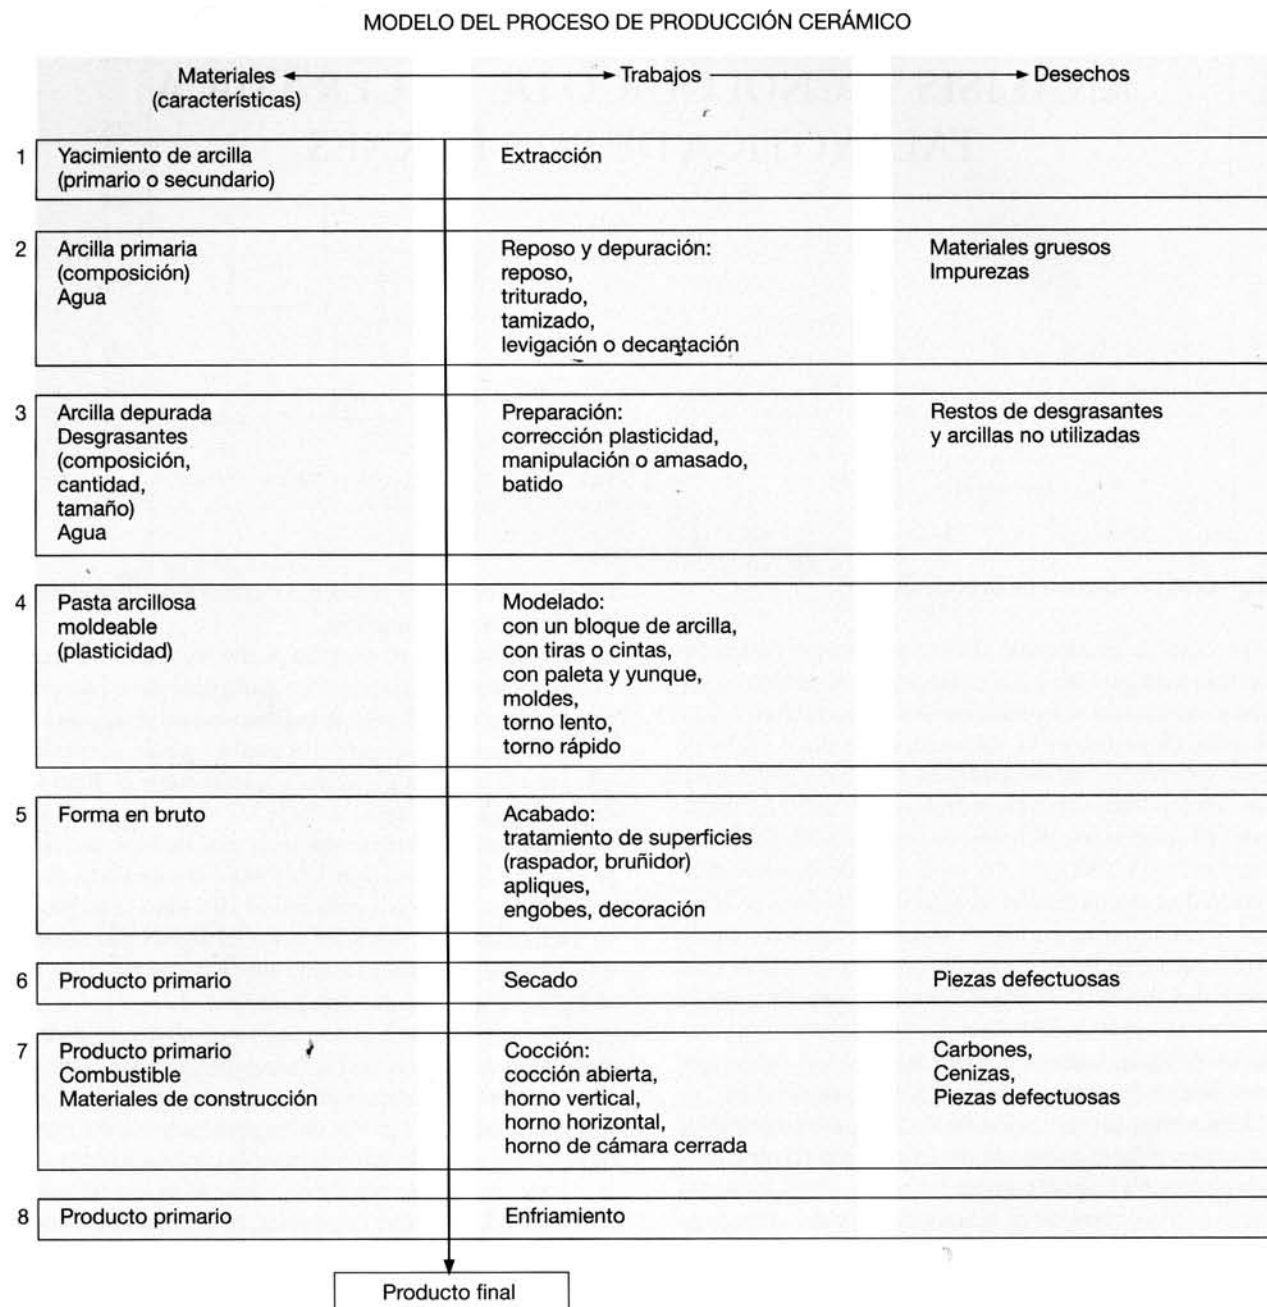 MODELO DEL PROCESO DE PRODUCCIÓN CERÁMICO
Materiales Trabajos Desechos
(características)
1 Yacimiento de arcilla Extracción
(primario o secundario)
2 Arcilla primaria Reposo y depuración: Materiales gruesos
(composición) reposo, Impurezas
Agua triturado,
tamizado,
levigación o decantación
3 Arcilla depurada Preparación: Restos de desgrasantes
Desgrasantes corrección plasticidad, y arcillas no utilizadas
(composición, manipulación o amasado,
cantidad, batido
tamaño)
Agua
4 Pasta arcillosa Modelado:
moldeable con un bloque de arcilla,
(plasticidad) con tiras o cintas,
con paleta y yunque,
moldes,
torno lento,
torno rápido
5 Forma en bruto Acabado:
tratamiento de superficies
(raspador, bruñidor)
apliques,
engobes, decoración
6 Producto primario Secado Piezas defectuosas
7 Producto primario Cocción: Carbones,
Combustible cocción abierta, Cenizas,
Materiales de construcción horno vertical, Piezas defectuosas
horno horizontal,
horno de cámara cerrada
8 Producto primario Enfriamiento
Producto final